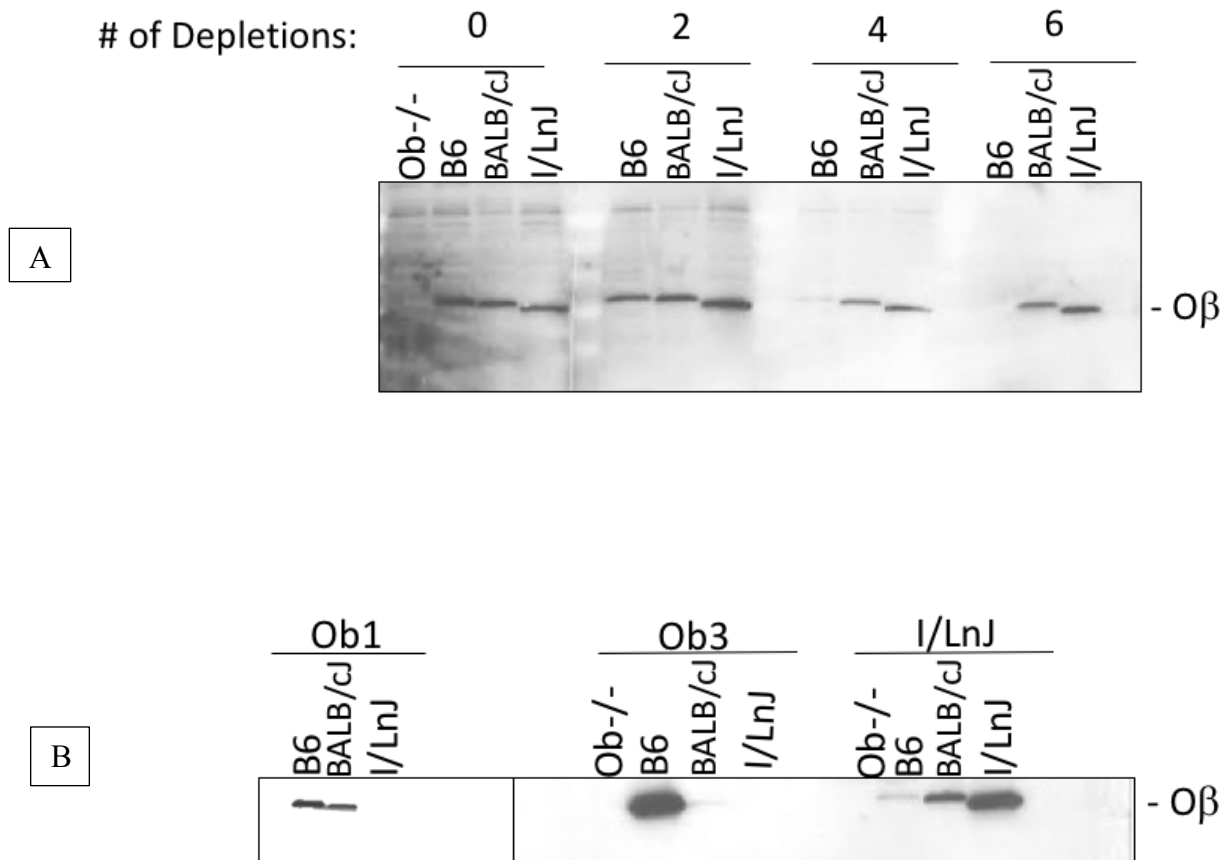 # of Depletions: 0 2 4 6
Ob-/- B6 BALB/cJ I/LnJ B6 BALB/cJ I/LnJ B6 BALB/cJ I/LnJ B6 BALB/cJ I/LnJ
A
- Oβ
Ob1 Ob3 I/LnJ
B6 BALB/cJ I/LnJ Ob-/- B6 BALB/cJ I/LnJ Ob-/- B6 BALB/cJ I/LnJ
B
- Oβ